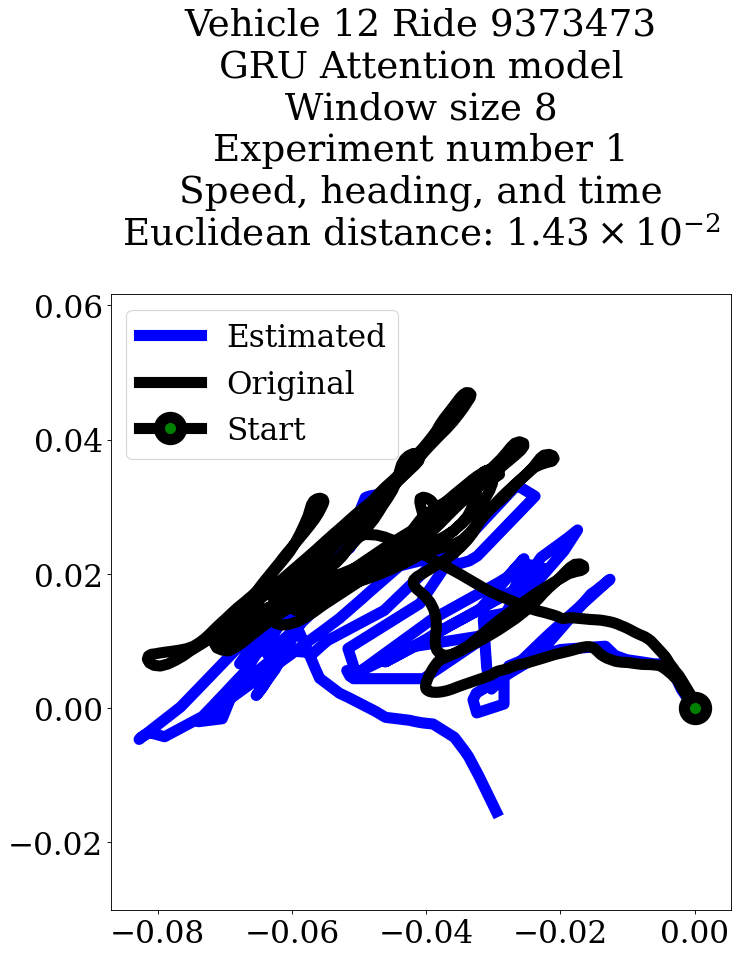 Vehicle 12 Ride 9373473
GRU Attention model
Window size 8
Experiment number 1
Speed, heading, and time
Euclidean distance: 1.43 × 10⁻²
0.06
Estimated
Original
0.04
Start
0.02
0.00
−0.02
−0.08 −0.06 −0.04 −0.02 0.00